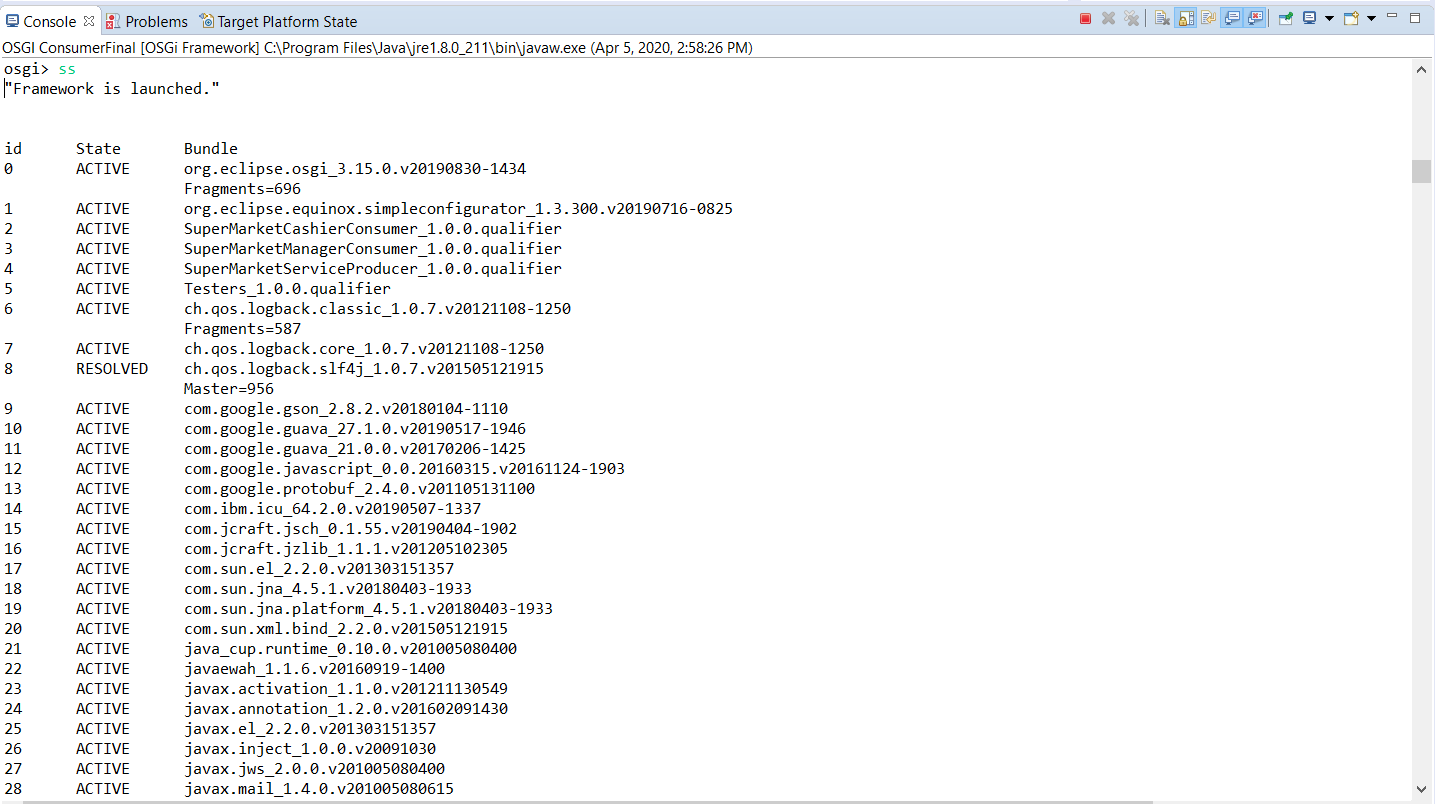 Console Problems Target Platform State
OSGI ConsumerFinal [OSGi Framework] C:\Program Files\Java\jre1.8.0_211\bin\javaw.exe (Apr 5, 2020, 2:58:26 PM)
osgi> ss
"Framework is launched."
id State Bundle
0 ACTIVE org.eclipse.osgi_3.15.0.v20190830-1434
Fragments=696
1 ACTIVE org.eclipse.equinox.simpleconfigurator_1.3.300.v20190716-0825
2 ACTIVE SuperMarketCashierConsumer_1.0.0.qualifier
3 ACTIVE SuperMarketManagerConsumer_1.0.0.qualifier
4 ACTIVE SuperMarketServiceProducer_1.0.0.qualifier
5 ACTIVE Testers_1.0.0.qualifier
6 ACTIVE ch.qos.logback.classic_1.0.7.v20121108-1250
Fragments=587
7 ACTIVE ch.qos.logback.core_1.0.7.v20121108-1250
8 RESOLVED ch.qos.logback.slf4j_1.0.7.v201505121915
Master=956
9 ACTIVE com.google.gson_2.8.2.v20180104-1110
10 ACTIVE com.google.guava_27.1.0.v20190517-1946
11 ACTIVE com.google.guava_21.0.0.v20170206-1425
12 ACTIVE com.google.javascript_0.0.20160315.v20161124-1903
13 ACTIVE com.google.protobuf_2.4.0.v201105131100
14 ACTIVE com.ibm.icu_64.2.0.v20190507-1337
15 ACTIVE com.jcraft.jsch_0.1.55.v20190404-1902
16 ACTIVE com.jcraft.jzlib_1.1.1.v201205102305
17 ACTIVE com.sun.el_2.2.0.v201303151357
18 ACTIVE com.sun.jna_4.5.1.v20180403-1933
19 ACTIVE com.sun.jna.platform_4.5.1.v20180403-1933
20 ACTIVE com.sun.xml.bind_2.2.0.v201505121915
21 ACTIVE java_cup.runtime_0.10.0.v201005080400
22 ACTIVE javaewah_1.1.6.v20160919-1400
23 ACTIVE javax.activation_1.1.0.v201211130549
24 ACTIVE javax.annotation_1.2.0.v201602091430
25 ACTIVE javax.el_2.2.0.v201303151357
26 ACTIVE javax.inject_1.0.0.v20091030
27 ACTIVE javax.jws_2.0.0.v201005080400
28 ACTIVE javax.mail_1.4.0.v201005080615